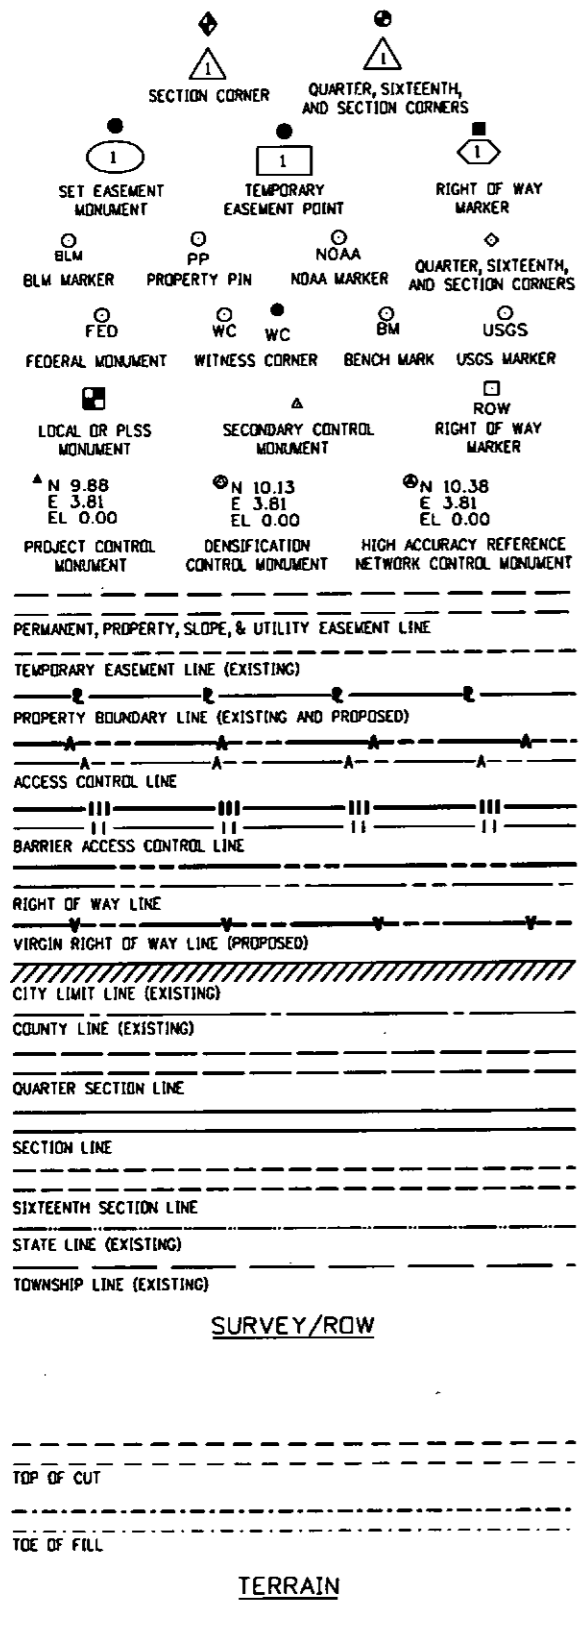 1
1
SECTION CORNER
QUARTER, SIXTEENTH,
AND SECTION CORNERS
1
1
1
SET EASEMENT
MONUMENT
TEMPORARY
EASEMENT POINT
RIGHT OF WAY
MARKER
BLM
PP
NOAA
BLM MARKER
PROPERTY PIN
NOAA MARKER
QUARTER, SIXTEENTH,
AND SECTION CORNERS
FED
WC
WC
BM
USGS
FEDERAL MONUMENT
WITNESS CORNER
BENCH MARK
USGS MARKER
LOCAL OR PLSS
MONUMENT
SECONDARY CONTROL
MONUMENT
ROW
RIGHT OF WAY
MARKER
N 9.88
E 3.81
EL 0.00
N 10.13
E 3.81
EL 0.00
N 10.38
E 3.81
EL 0.00
PROJECT CONTROL
MONUMENT
DENSIFICATION
CONTROL MONUMENT
HIGH ACCURACY REFERENCE
NETWORK CONTROL MONUMENT
PERMANENT, PROPERTY, SLOPE, & UTILITY EASEMENT LINE
TEMPORARY EASEMENT LINE (EXISTING)
PROPERTY BOUNDARY LINE (EXISTING AND PROPOSED)
A A A A
A A A A
ACCESS CONTROL LINE
BARRIER ACCESS CONTROL LINE
RIGHT OF WAY LINE
V V V V
VIRGIN RIGHT OF WAY LINE (PROPOSED)
CITY LIMIT LINE (EXISTING)
COUNTY LINE (EXISTING)
QUARTER SECTION LINE
SECTION LINE
SIXTEENTH SECTION LINE
STATE LINE (EXISTING)
TOWNSHIP LINE (EXISTING)
SURVEY/ROW
TOP OF CUT
TOE OF FILL
TERRAIN